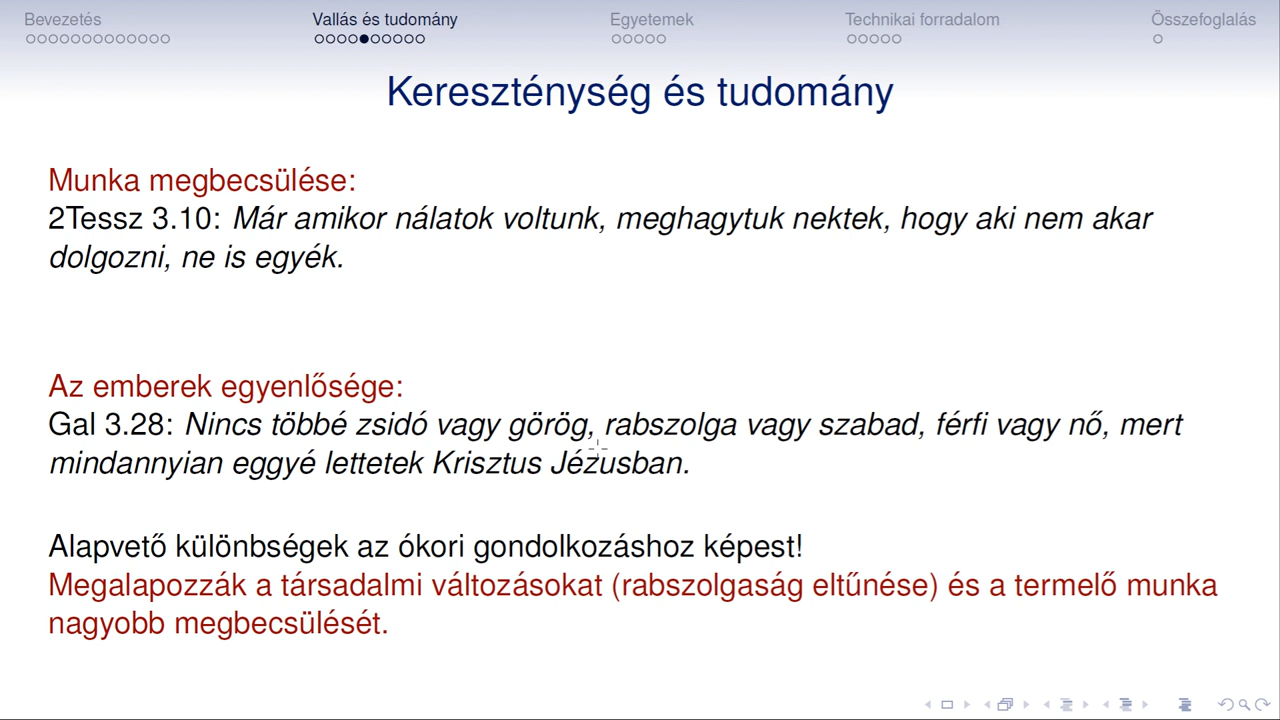 Bevezetés Vallás és tudomány Egyetemek Technikai forradalom Összefoglalás
Kereszténység és tudomány
Munka megbecsülése:
2Tessz 3.10: Már amikor nálatok voltunk, meghagytuk nektek, hogy aki nem akar
dolgozni, ne is egyék.
Az emberek egyenlősége:
Gal 3.28: Nincs többé zsidó vagy görög, rabszolga vagy szabad, férfi vagy nő, mert
mindannyian eggyé lettetek Krisztus Jézusban.
Alapvető különbségek az ókori gondolkozáshoz képest!
Megalapozzák a társadalmi változásokat (rabszolgaság eltűnése) és a termelő munka
nagyobb megbecsülését.